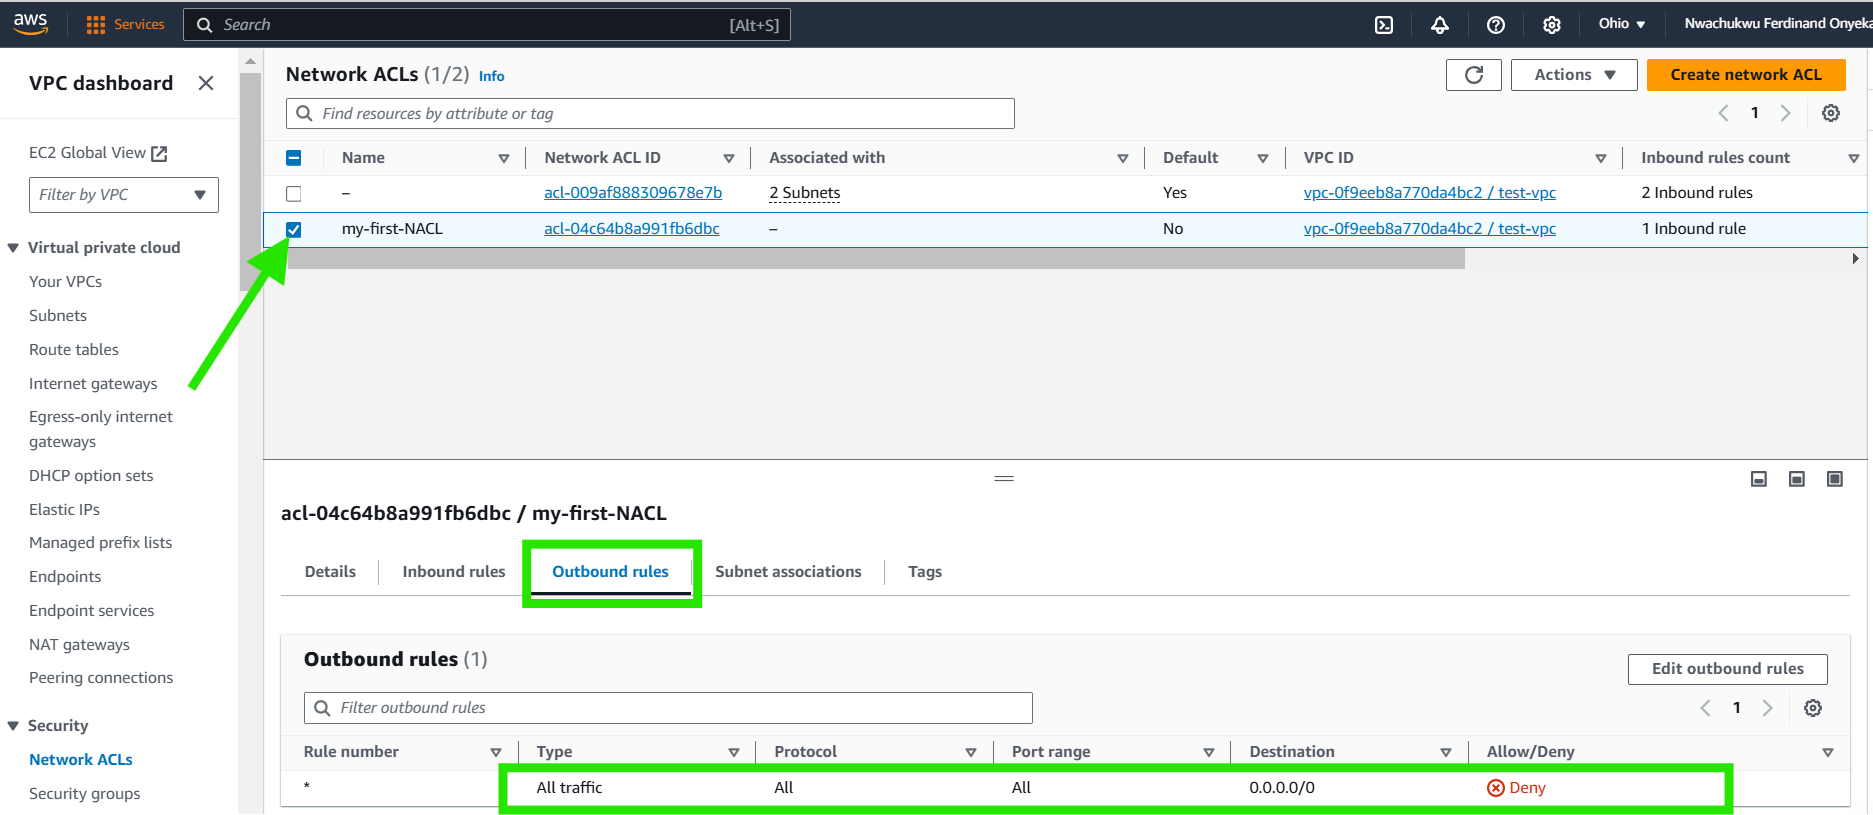 aws Services Search [Alt+S] Ohio Nwachukwu Ferdinand Onyeka
VPC dashboard
EC2 Global View
Filter by VPC
Virtual private cloud
Your VPCs
Subnets
Route tables
Internet gateways
Egress-only internet
gateways
DHCP option sets
Elastic IPs
Managed prefix lists
Endpoints
Endpoint services
NAT gateways
Peering connections
Security
Network ACLs
Security groups
Network ACLs (1/2) Info Actions Create network ACL
Find resources by attribute or tag 1
Name Network ACL ID Associated with Default VPC ID Inbound rules count
– acl-009af888309678e7b 2 Subnets Yes vpc-0f9eeb8a770da4bc2 / test-vpc 2 Inbound rules
my-first-NACL acl-04c64b8a991fb6dbc – No vpc-0f9eeb8a770da4bc2 / test-vpc 1 Inbound rule
acl-04c64b8a991fb6dbc / my-first-NACL
Details Inbound rules Outbound rules Subnet associations Tags
Outbound rules (1) Edit outbound rules
Filter outbound rules 1
Rule number Type Protocol Port range Destination Allow/Deny
* All traffic All All 0.0.0.0/0 Deny